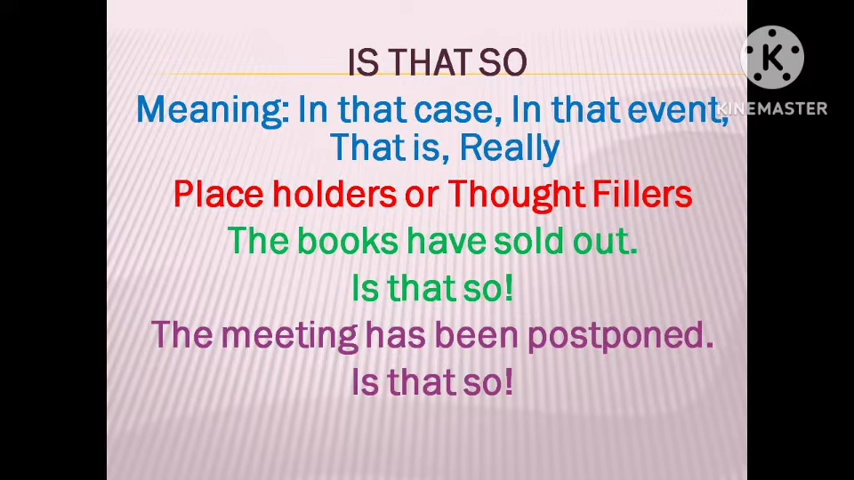 IS THAT SO
K
KINEMASTER
Meaning: In that case, In that event,
That is, Really
Place holders or Thought Fillers
The books have sold out.
Is that so!
The meeting has been postponed.
Is that so!